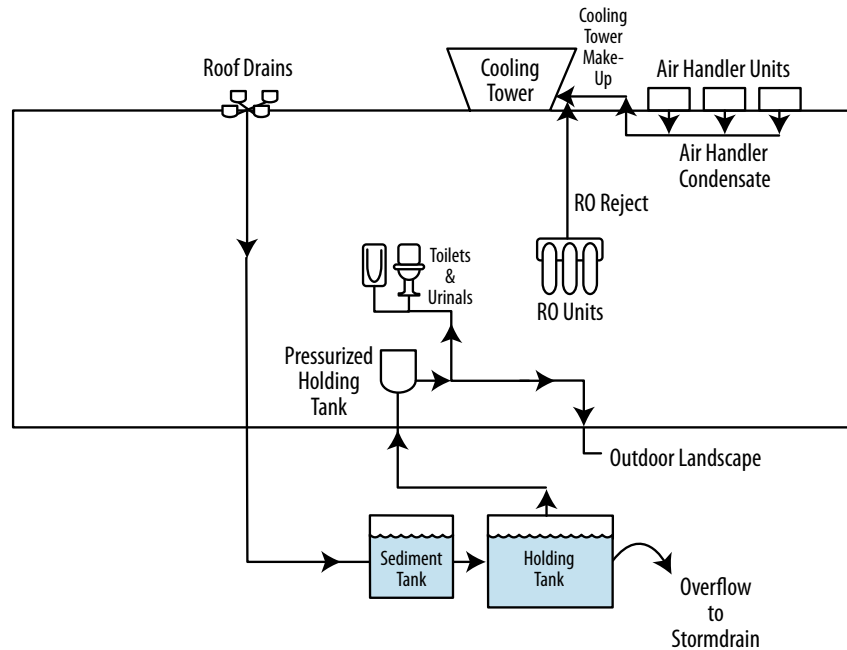 Roof Drains
Cooling
Tower
Cooling
Tower
Make-
Up
Air Handler Units
Air Handler
Condensate
RO Reject
RO Units
Toilets
&
Urinals
Pressurized
Holding
Tank
Outdoor Landscape
Sediment
Tank
Holding
Tank
Overflow
to
Stormdrain